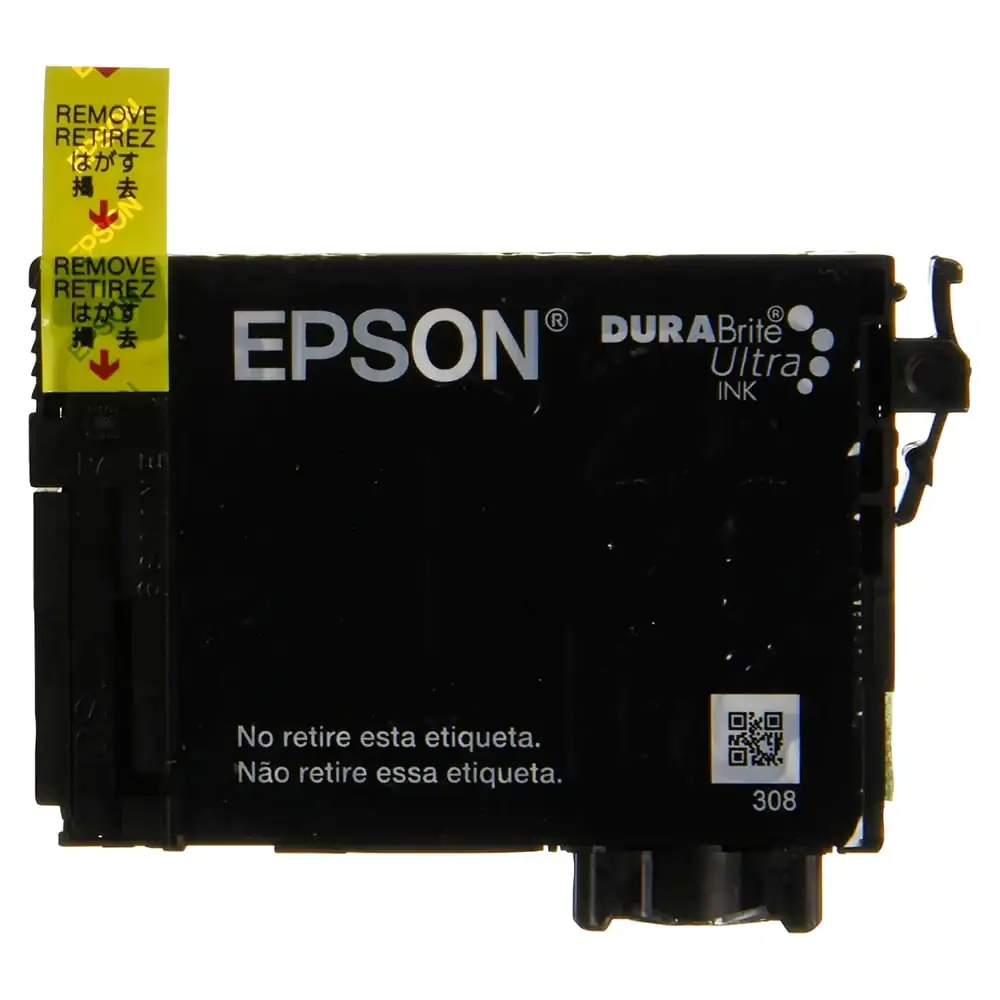 REMOVE
RETIREZ
はがす
揭 去
EPSON
REMOVE
RETIREZ
はがす
揭 去
EPSON®
DURABrite®
Ultra
INK
No retire esta etiqueta.
Não retire essa etiqueta.
308